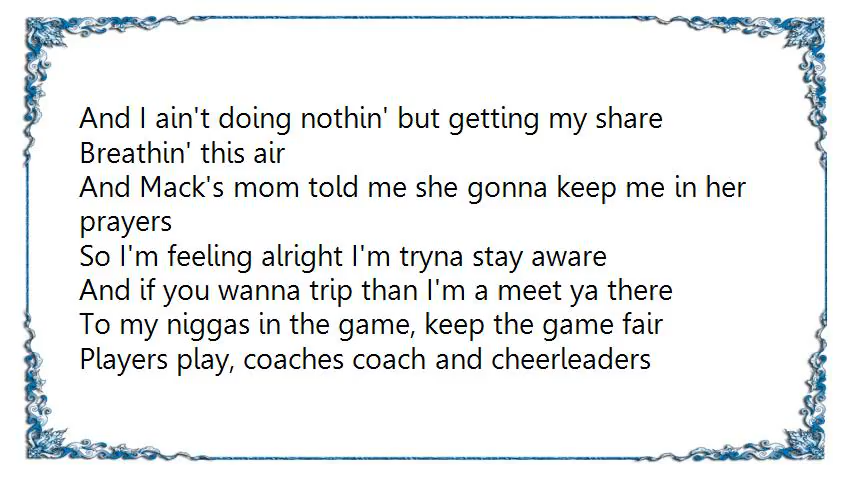 And I ain't doing nothin' but getting my share
Breathin' this air
And Mack's mom told me she gonna keep me in her
prayers
So I'm feeling alright I'm tryna stay aware
And if you wanna trip than I'm a meet ya there
To my niggas in the game, keep the game fair
Players play, coaches coach and cheerleaders